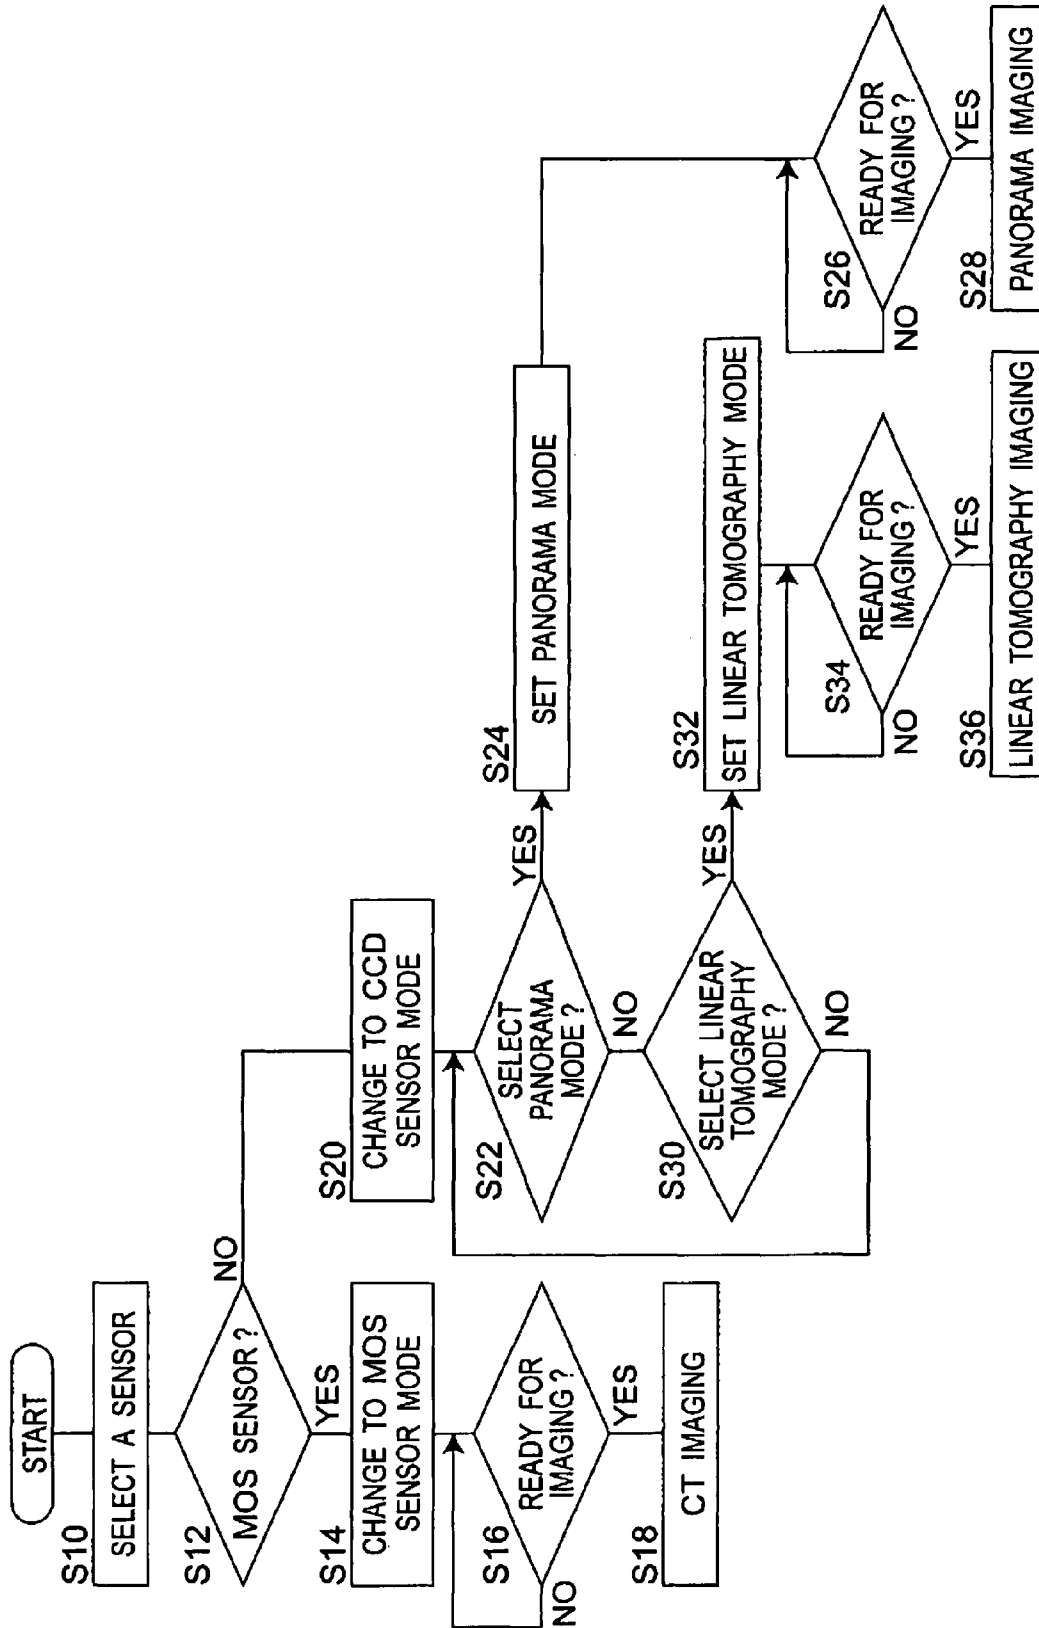 START
S10
SELECT A SENSOR
S12
MOS SENSOR?
NO
YES
S14
CHANGE TO MOS
SENSOR MODE
S16
READY FOR
IMAGING?
NO
YES
S18
CT IMAGING
S20
CHANGE TO CCD
SENSOR MODE
S22
SELECT
PANORAMA
MODE?
YES
NO
S30
SELECT LINEAR
TOMOGRAPHY
MODE?
YES
NO
S24
SET PANORAMA MODE
S32
SET LINEAR TOMOGRAPHY MODE
S34
READY FOR
IMAGING?
NO
YES
S36
LINEAR TOMOGRAPHY IMAGING
S26
READY FOR
IMAGING?
NO
YES
S28
PANORAMA IMAGING